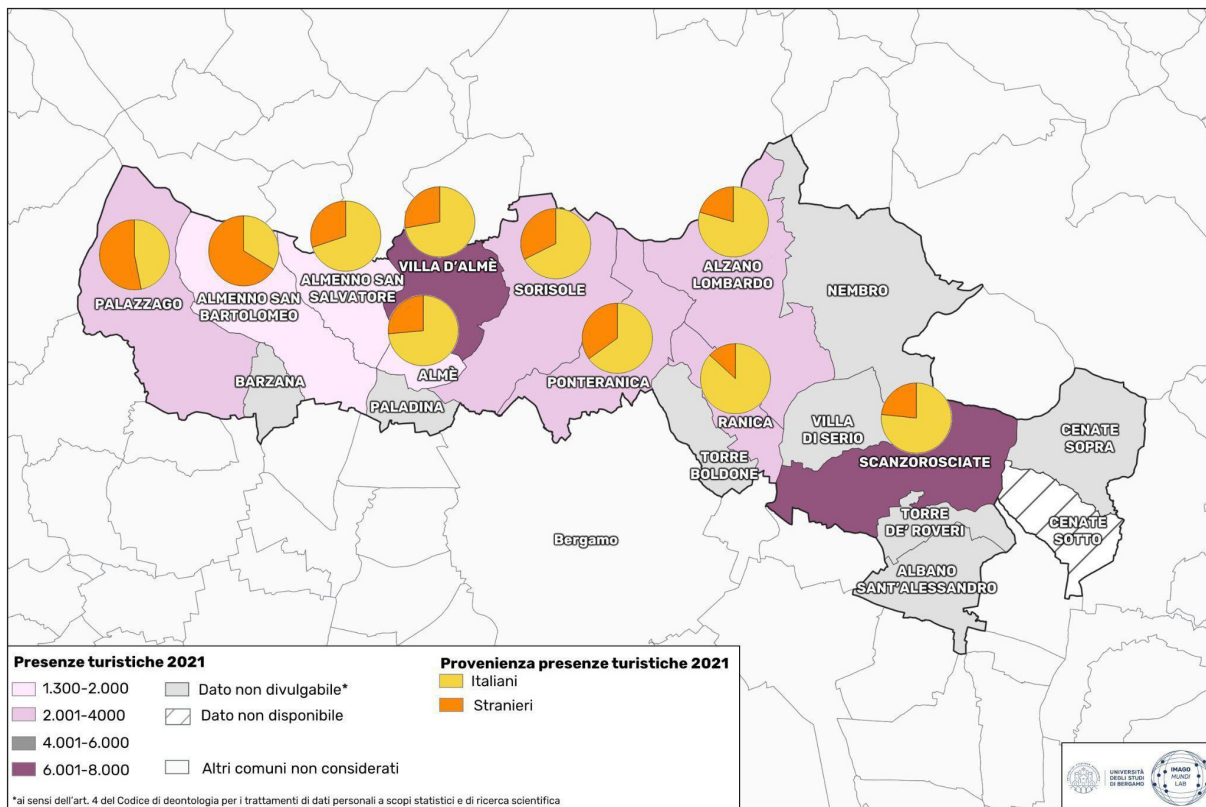 PALAZZAGO
ALMENNO SAN
BARTOLOMEO
ALMENNO SAN
SALVATORE
VILLA D'ALMÈ
SORISOLE
ALZANO
LOMBARDO
NEMBRO
BARZANA
PALADINA
ALMÈ
PONTERANICA
RANICA
TORRE
BOLDONE
VILLA
DI SERIO
SCANZOROSCIATE
CENATE
SOPRA
CENATE
SOTTO
TORRE
DE' ROVERÌ
ALBANO
SANT'ALESSANDRO
Bergamo
Presenze turistiche 2021
1.300-2.000
2.001-4000
4.001-6.000
6.001-8.000
Dato non divulgabile*
Dato non disponibile
Altri comuni non considerati
Provenienza presenze turistiche 2021
Italiani
Stranieri
*ai sensi dell'art. 4 del Codice di deontologia per i trattamenti di dati personali a scopi statistici e di ricerca scientifica
UNIVERSITÀ
DEGLI STUDI
DI BERGAMO
IMAGO
MUNDI
LAB